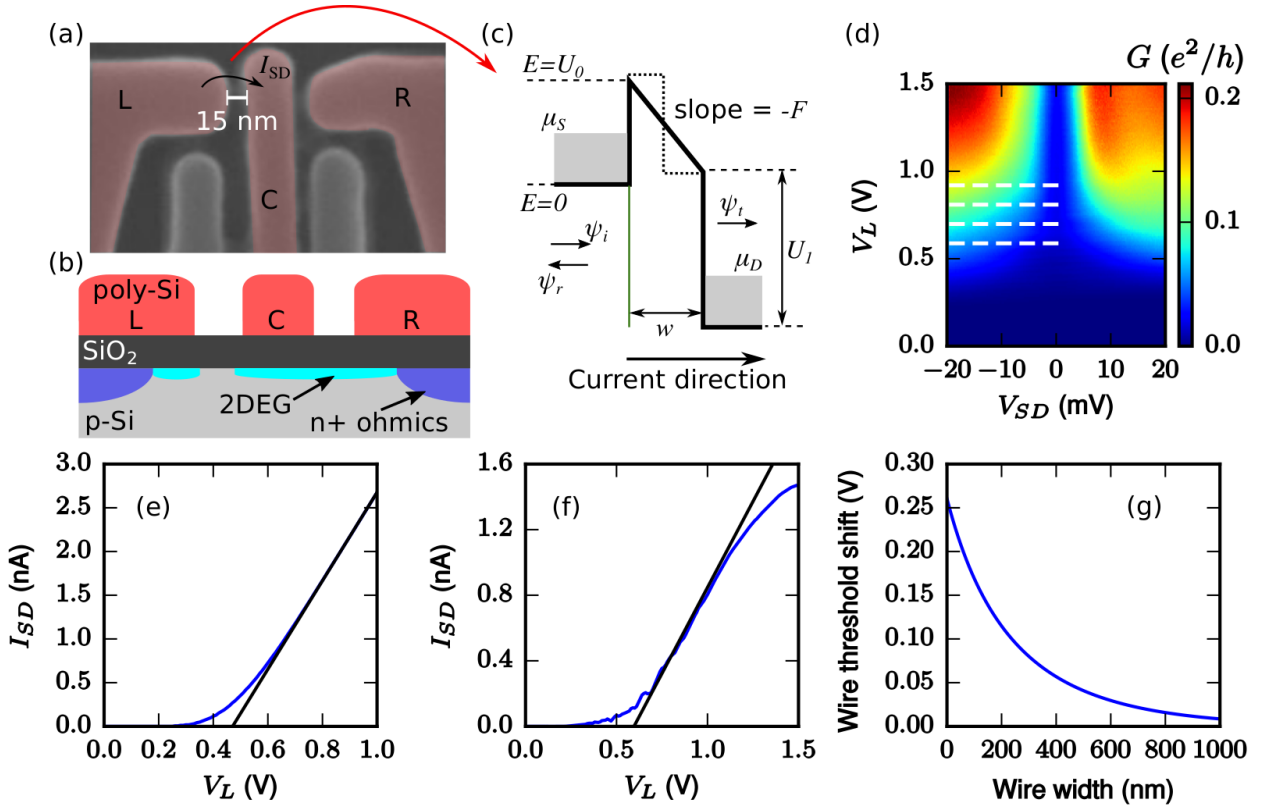 (a)
L
I_SD
R
15 nm
C
(b)
poly-Si
L
C
R
SiO₂
2DEG
p-Si
n+ ohmics
(c)
E=U₀
slope = -F
μ_S
E=0
ψ_i
ψ_r
ψ_t
U_1
μ_D
w
Current direction
(d)
G (e²/h)
1.5
1.0
0.5
0.0
V_L (V)
−20 −10 0 10 20
V_SD (mV)
0.2
0.1
0.0
(e)
3.0
2.5
2.0
1.5
1.0
0.5
0.0
I_SD (nA)
0.0 0.2 0.4 0.6 0.8 1.0
V_L (V)
(f)
1.6
1.2
0.8
0.4
0.0
I_SD (nA)
0.0 0.5 1.0 1.5
V_L (V)
(g)
0.30
0.25
0.20
0.15
0.10
0.05
0.00
Wire threshold shift (V)
0 200 400 600 800 1000
Wire width (nm)